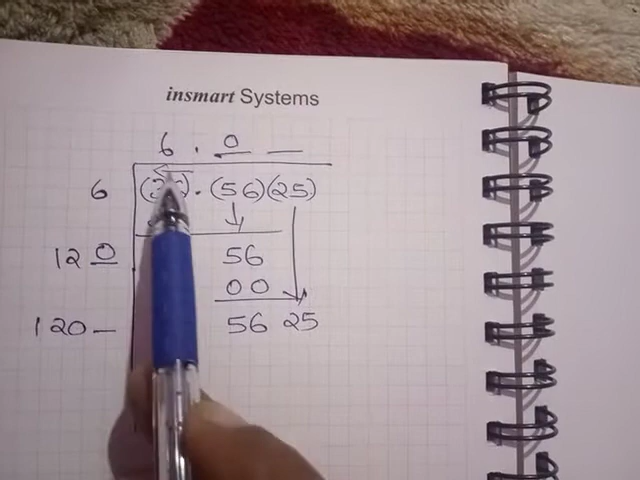 insmart Systems
6 . 0 _
6 . (56)(25)
12 0 56
00
120 _ 56 25